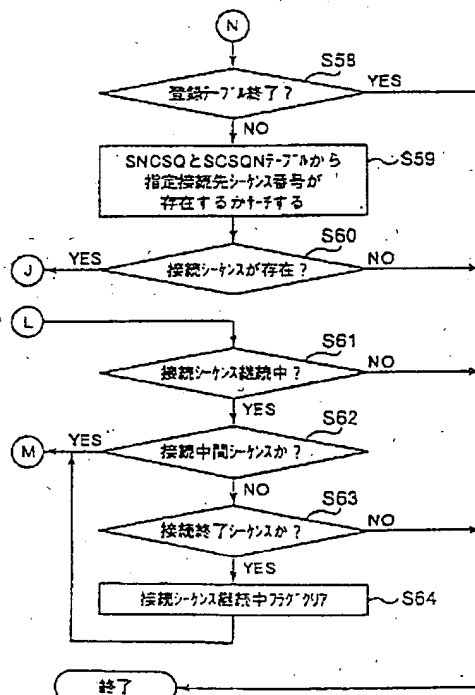 N
S58
登録テーブル終了？
YES
NO
SNCSQとSCSQNテーブルから
指定接続先シーケンス番号が
存在するかサーチする
S59
S60
接続シーケンスが存在？
YES
NO
J
L
S61
接続シーケンス継続中？
NO
YES
S62
接続中間シーケンスか？
YES
M
NO
S63
接続終了シーケンスか？
NO
YES
接続シーケンス継続中フラグクリア
S64
終了